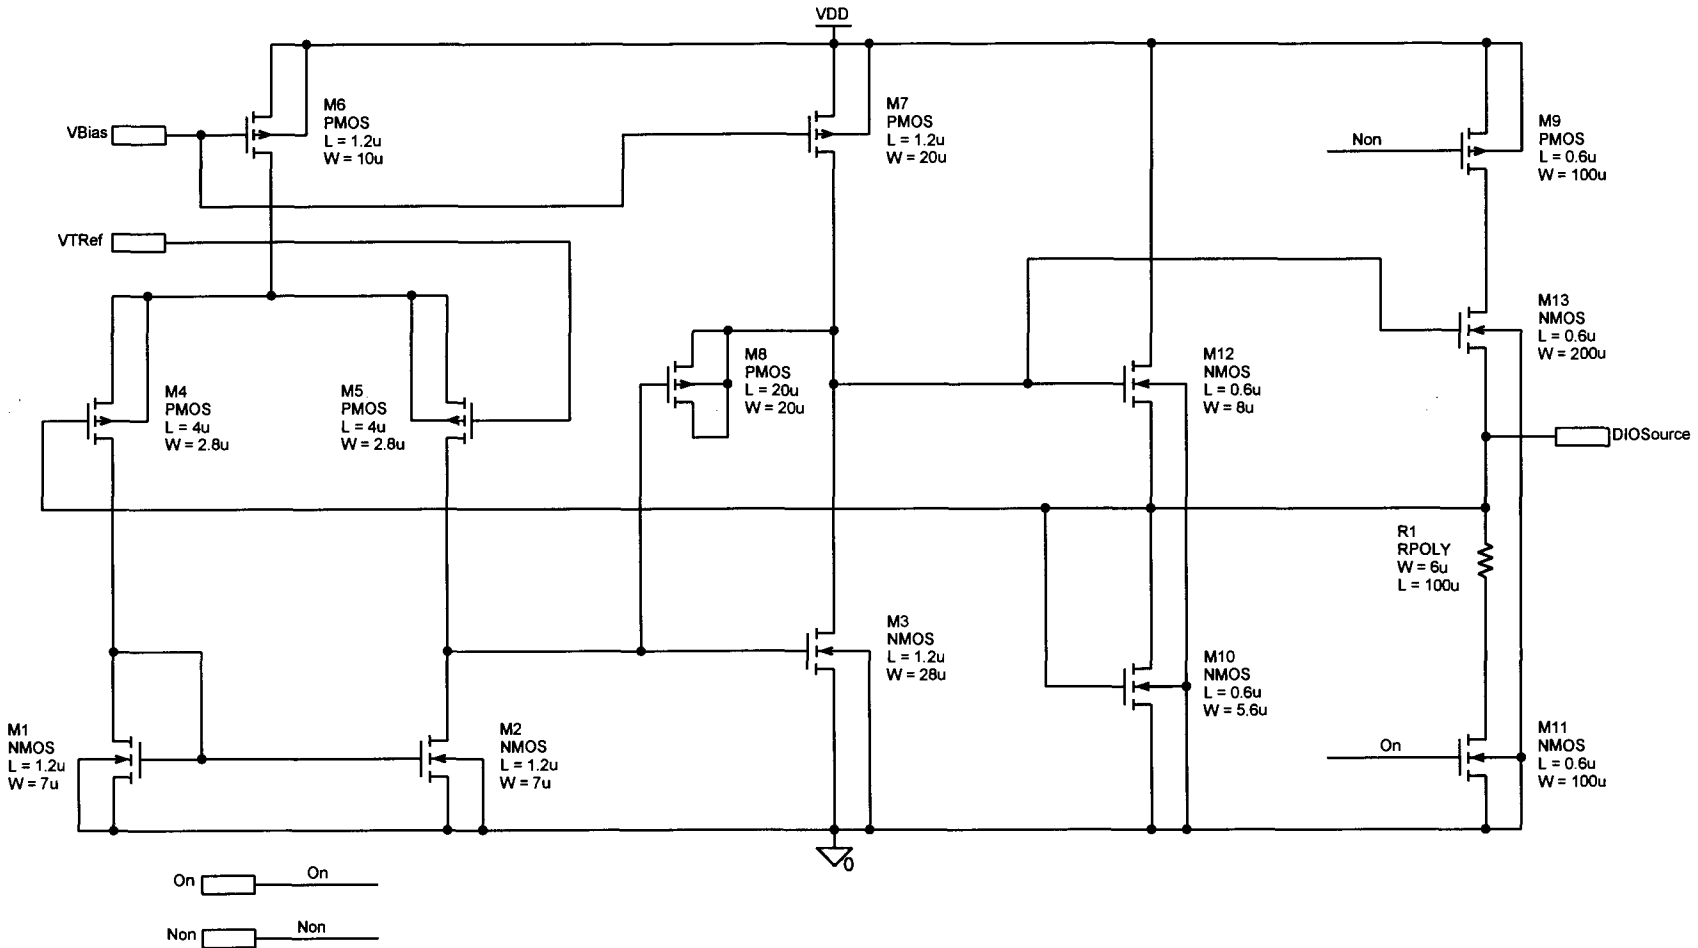 VDD
M6
PMOS
L = 1.2u
W = 10u
M7
PMOS
L = 1.2u
W = 20u
M9
PMOS
L = 0.6u
W = 100u
VBias
Non
VTRef
M13
NMOS
L = 0.6u
W = 200u
M8
PMOS
L = 20u
W = 20u
M12
NMOS
L = 0.6u
W = 8u
M4
PMOS
L = 4u
W = 2.8u
M5
PMOS
L = 4u
W = 2.8u
DIOSource
R1
RPOLY
W = 6u
L = 100u
M3
NMOS
L = 1.2u
W = 28u
M10
NMOS
L = 0.6u
W = 5.6u
M1
NMOS
L = 1.2u
W = 7u
M2
NMOS
L = 1.2u
W = 7u
On
M11
NMOS
L = 0.6u
W = 100u
0
On On
Non Non